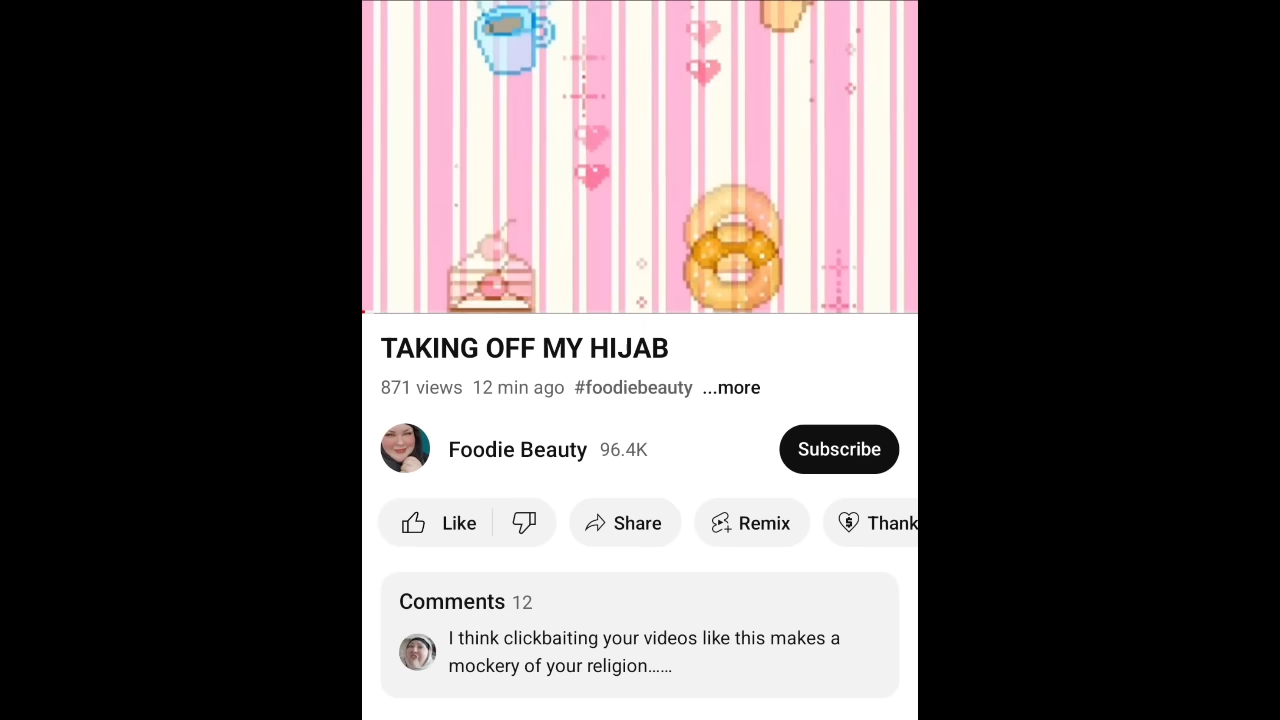 TAKING OFF MY HIJAB
871 views 12 min ago #foodiebeauty ...more
Foodie Beauty 96.4K Subscribe
Like Share Remix Thank
Comments 12
I think clickbaiting your videos like this makes a
mockery of your religion......